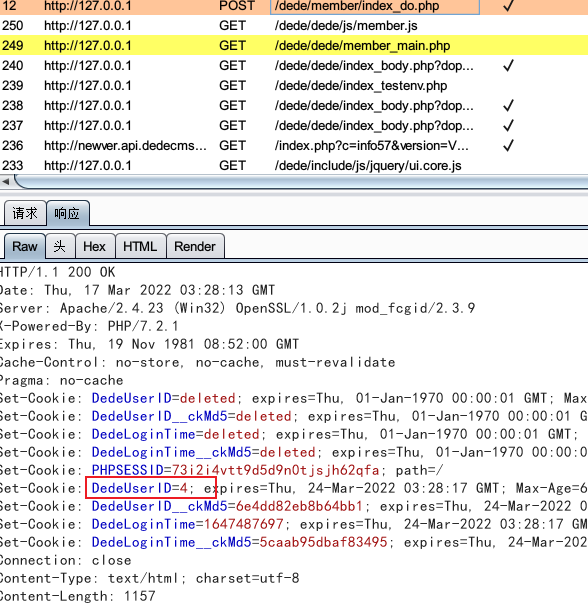 12 http://127.0.0.1 POST /dede/member/index_do.php ✓
250 http://127.0.0.1 GET /dede/dede/js/member.js
249 http://127.0.0.1 GET /dede/dede/member_main.php
240 http://127.0.0.1 GET /dede/dede/index_body.php?dop... ✓
239 http://127.0.0.1 GET /dede/dede/index_testenv.php
238 http://127.0.0.1 GET /dede/dede/index_body.php?dop... ✓
237 http://127.0.0.1 GET /dede/dede/index_body.php?dop... ✓
236 http://newver.api.dedecms... GET /index.php?c=info57&version=V... ✓
233 http://127.0.0.1 GET /dede/include/js/jquery/ui.core.js
请求 响应
Raw 头 Hex HTML Render
HTTP/1.1 200 OK
Date: Thu, 17 Mar 2022 03:28:13 GMT
Server: Apache/2.4.23 (Win32) OpenSSL/1.0.2j mod_fcgid/2.3.9
X-Powered-By: PHP/7.2.1
Expires: Thu, 19 Nov 1981 08:52:00 GMT
Cache-Control: no-store, no-cache, must-revalidate
Pragma: no-cache
Set-Cookie: DedeUserID=deleted; expires=Thu, 01-Jan-1970 00:00:01 GMT; Max
Set-Cookie: DedeUserID__ckMd5=deleted; expires=Thu, 01-Jan-1970 00:00:01 G
Set-Cookie: DedeLoginTime=deleted; expires=Thu, 01-Jan-1970 00:00:01 GMT;
Set-Cookie: DedeLoginTime__ckMd5=deleted; expires=Thu, 01-Jan-1970 00:00:0
Set-Cookie: PHPSESSID=73i2i4vtt9d5d9n0tjsjh62qfa; path=/
Set-Cookie: DedeUserID=4; expires=Thu, 24-Mar-2022 03:28:17 GMT; Max-Age=6
Set-Cookie: DedeUserID__ckMd5=6e4dd82eb8b64bb1; expires=Thu, 24-Mar-2022 0
Set-Cookie: DedeLoginTime=1647487697; expires=Thu, 24-Mar-2022 03:28:17 GM
Set-Cookie: DedeLoginTime__ckMd5=5caab95dbaf83495; expires=Thu, 24-Mar-202
Connection: close
Content-Type: text/html; charset=utf-8
Content-Length: 1157